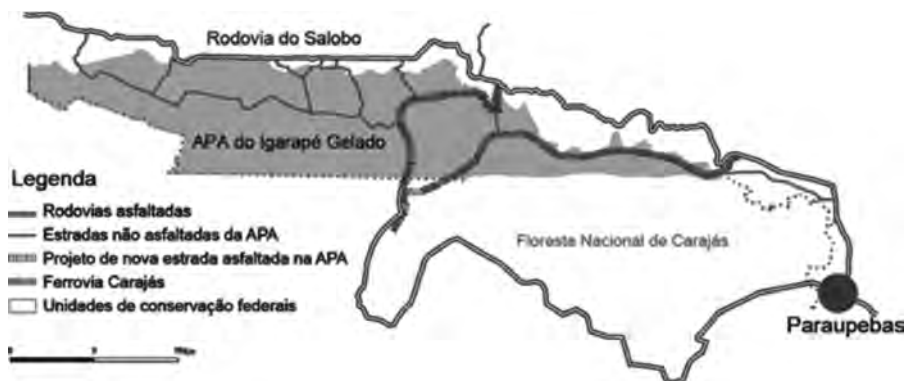 Rodovia do Salobo
APA do Igarapé Gelado
Legenda
Rodovias asfaltadas
Estradas não asfaltadas da APA
Projeto de nova estrada asfaltada na APA
Ferrovia Carajás
Unidades de conservação federais
Floresta Nacional de Carajás
Paraupebas